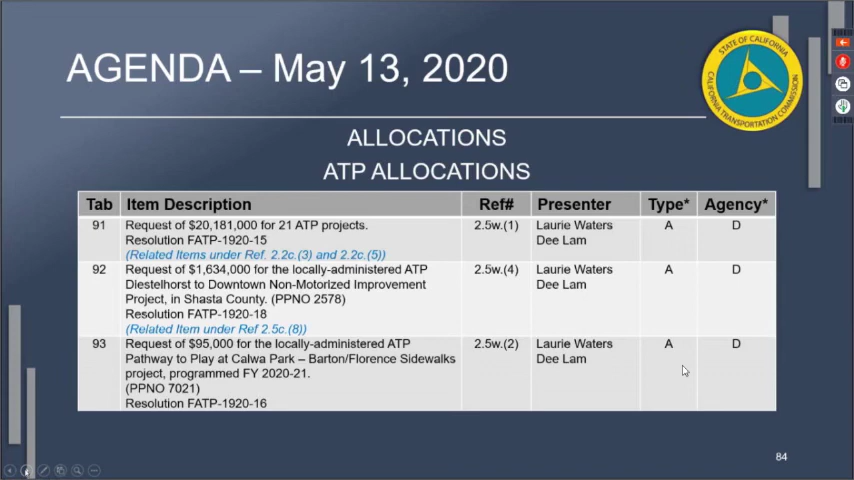 AGENDA – May 13, 2020
STATE OF CALIFORNIA
CALIFORNIA TRANSPORTATION COMMISSION
ALLOCATIONS
ATP ALLOCATIONS
Tab Item Description Ref# Presenter Type* Agency*
91 Request of $20,181,000 for 21 ATP projects. 2.5w.(1) Laurie Waters A D
Resolution FATP-1920-15 Dee Lam
(Related Items under Ref. 2.2c.(3) and 2.2c.(5))
92 Request of $1,634,000 for the locally-administered ATP 2.5w.(4) Laurie Waters A D
Diestelhorst to Downtown Non-Motorized Improvement Dee Lam
Project, in Shasta County. (PPNO 2578)
Resolution FATP-1920-18
(Related Item under Ref 2.5c.(8))
93 Request of $95,000 for the locally-administered ATP 2.5w.(2) Laurie Waters A D
Pathway to Play at Calwa Park – Barton/Florence Sidewalks Dee Lam
project, programmed FY 2020-21.
(PPNO 7021)
Resolution FATP-1920-16
84